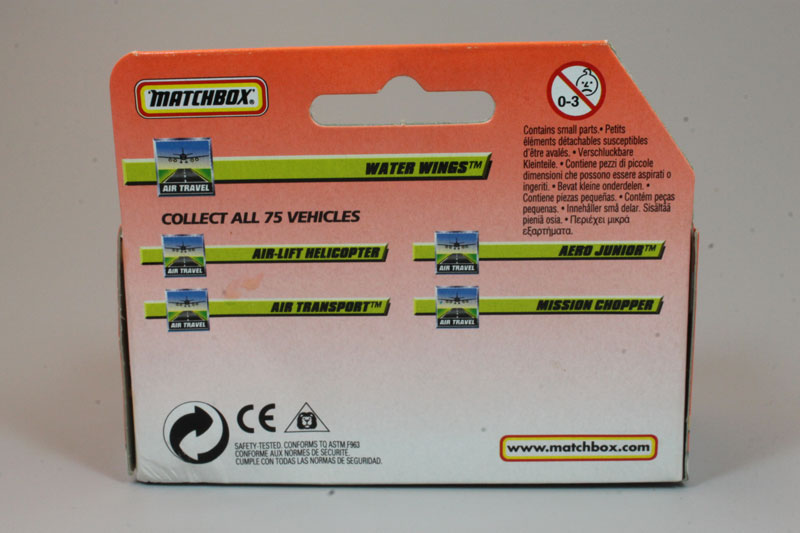 MATCHBOX®
0-3
Contains small parts. • Petits
éléments détachables susceptibles
d'être avalés. • Verschluckbare
Kleinteile. • Contiene pezzi di piccole
dimensioni che possono essere aspirati o
ingeriti. • Bevat kleine onderdelen. •
Contiene piezas pequeñas. • Contém peças
pequenas. • Innehåller små delar. Sisältää
pieniä osia. • Περιέχει μικρά
εξαρτήματα.
AIR TRAVEL
WATER WINGS™
COLLECT ALL 75 VEHICLES
AIR TRAVEL
AIR-LIFT HELICOPTER
AIR TRAVEL
AERO JUNIOR™
AIR TRAVEL
AIR TRANSPORT™
AIR TRAVEL
MISSION CHOPPER
CE
SAFETY-TESTED. CONFORMS TO ASTM F963
CONFORME AUX NORMES DE SECURITÉ.
CUMPLE CON TODAS LAS NORMAS DE SEGURIDAD.
www.matchbox.com